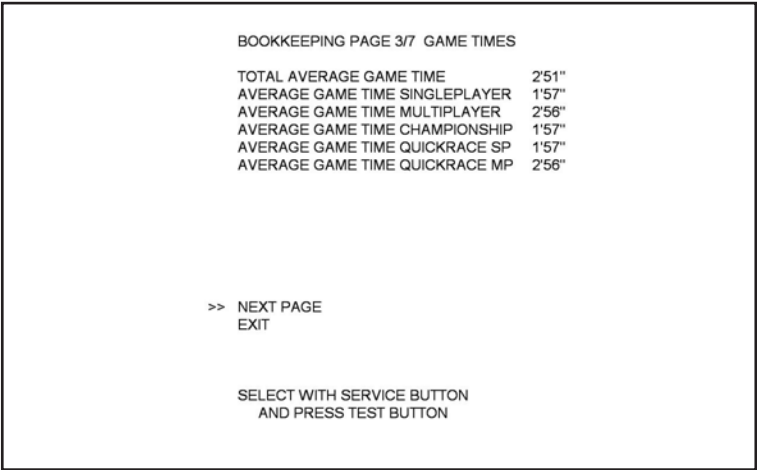 BOOKKEEPING PAGE 3/7 GAME TIMES
TOTAL AVERAGE GAME TIME 2'51"
AVERAGE GAME TIME SINGLEPLAYER 1'57"
AVERAGE GAME TIME MULTIPLAYER 2'56"
AVERAGE GAME TIME CHAMPIONSHIP 1'57"
AVERAGE GAME TIME QUICKRACE SP 1'57"
AVERAGE GAME TIME QUICKRACE MP 2'56"
>> NEXT PAGE
EXIT
SELECT WITH SERVICE BUTTON
AND PRESS TEST BUTTON